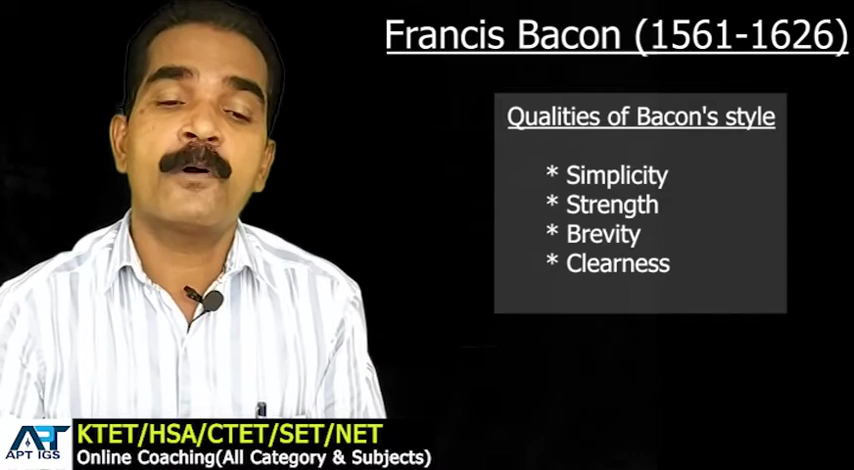 Francis Bacon (1561-1626)
Qualities of Bacon's style
* Simplicity
* Strength
* Brevity
* Clearness
APT IGS
KTET/HSA/CTET/SET/NET
Online Coaching(All Category & Subjects)